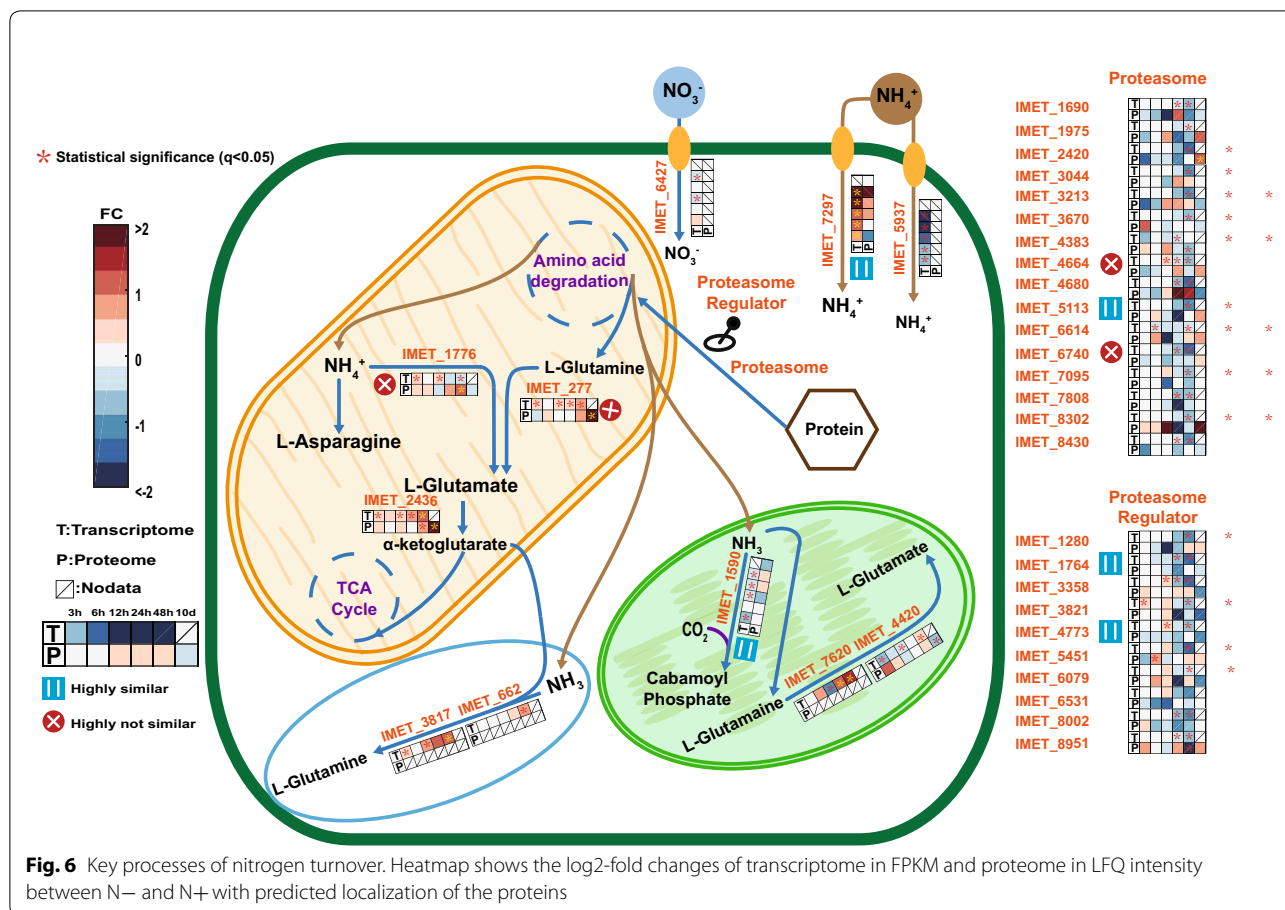 NO₃⁻
NH₄⁺
* Statistical significance (q<0.05)
FC
>2
1
0
-1
<-2
T:Transcriptome
P:Proteome
:Nodata
3h 6h 12h 24h 48h 10d
T
P
Highly similar
Highly not similar
IMET_6427
T P
NO₃⁻
IMET_7297
T P
NH₄⁺
IMET_5937
T P
NH₄⁺
Amino acid
degradation
Proteasome
Regulator
Proteasome
Protein
NH₄⁺
IMET_1776
T
P
L-Glutamine
IMET_277
T
P
L-Asparagine
L-Glutamate
IMET_2436
T
P
α-ketoglutarate
TCA
Cycle
NH₃
IMET_3817 IMET_662
T
P
T
P
L-Glutamine
NH₃
IMET_1590
T P
CO₂
Cabamoyl
Phosphate
L-Glutamate
IMET_7620 IMET_4420
T
P
T
P
L-Glutamaine
Proteasome
IMET_1690
T
P
IMET_1975
T
P
IMET_2420
T
P
IMET_3044
T
P
IMET_3213
T
P
IMET_3670
T
P
IMET_4383
T
P
IMET_4664
T
P
IMET_4680
T
P
IMET_5113
T
P
IMET_6614
T
P
IMET_6740
T
P
IMET_7095
T
P
IMET_7808
T
P
IMET_8302
T
P
IMET_8430
T
P
Proteasome
Regulator
IMET_1280
T
P
IMET_1764
T
P
IMET_3358
T
P
IMET_3821
T
P
IMET_4773
T
P
IMET_5451
T
P
IMET_6079
T
P
IMET_6531
T
P
IMET_8002
T
P
IMET_8951
T
P
Fig. 6 Key processes of nitrogen turnover. Heatmap shows the log2-fold changes of transcriptome in FPKM and proteome in LFQ intensity
between N− and N+ with predicted localization of the proteins